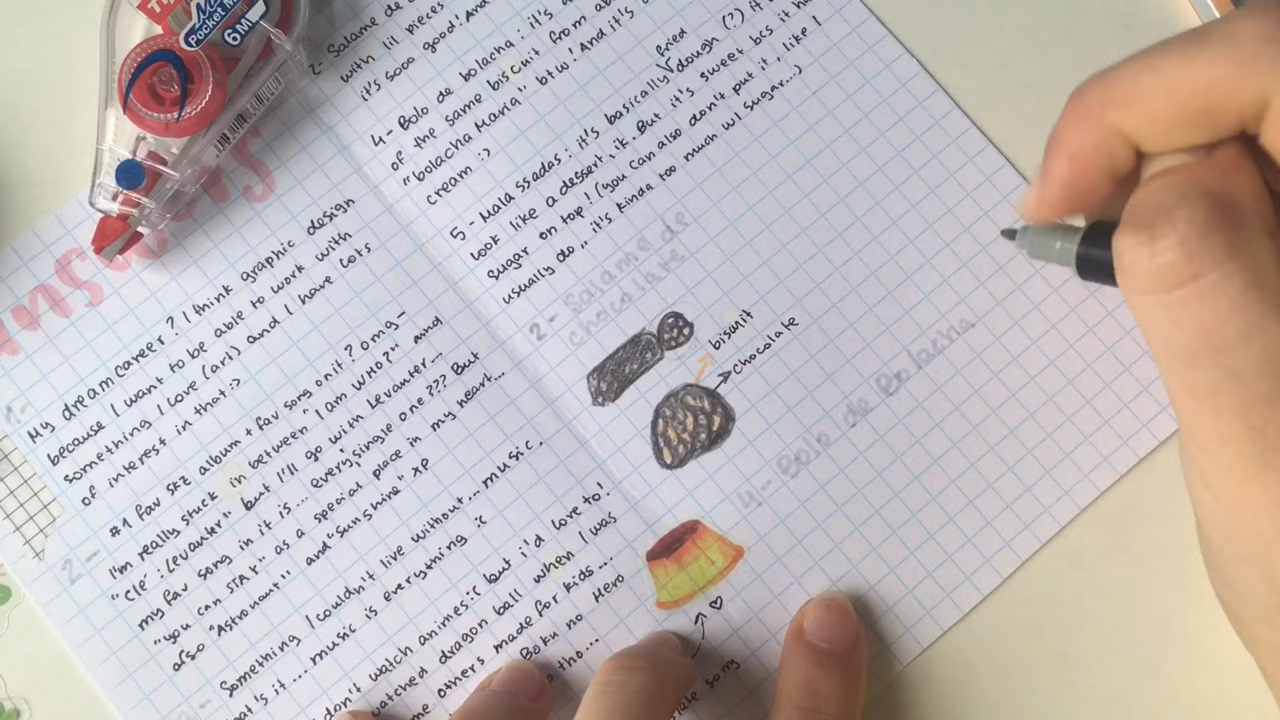 Pocket M
6M
1-
My dream career? I think graphic design
because I want to be able to work with
something I love (art) and I have lots
of interest in that :)
2-
#1 fav skz album + fav song on it? omg-
I'm really stuck in between "I am WHO?" and
"Clé: Levanter" but I'll go with Levanter...
my fav song in it is... every single one??? But
"you can STAY" as a special place in my heart...
also "Astronaut" and "Sunshine" xp
Something I couldn't live without... music.
that's it... music is everything :c
don't watch animes :c but i'd love to!
watched dragon ball when I was
others made for kids...
Boku no Hero
tho...
2- Salame de
with lil pieces
it's sooo good! And
4- Bolo de bolacha: it's
of the same biscuit from
"bolacha Maria" btw! And it's
cream :)
5- Malassadas: it's basically fried dough (?) it
look like a dessert, ik. But it's sweet bcs it
sugar on top! (you can also don't put it, like I
usually do,, it's kinda too much w/ sugar...)
2- Salame de
chocolate
biscuit
chocolate
4- Bolo de Bolacha
song